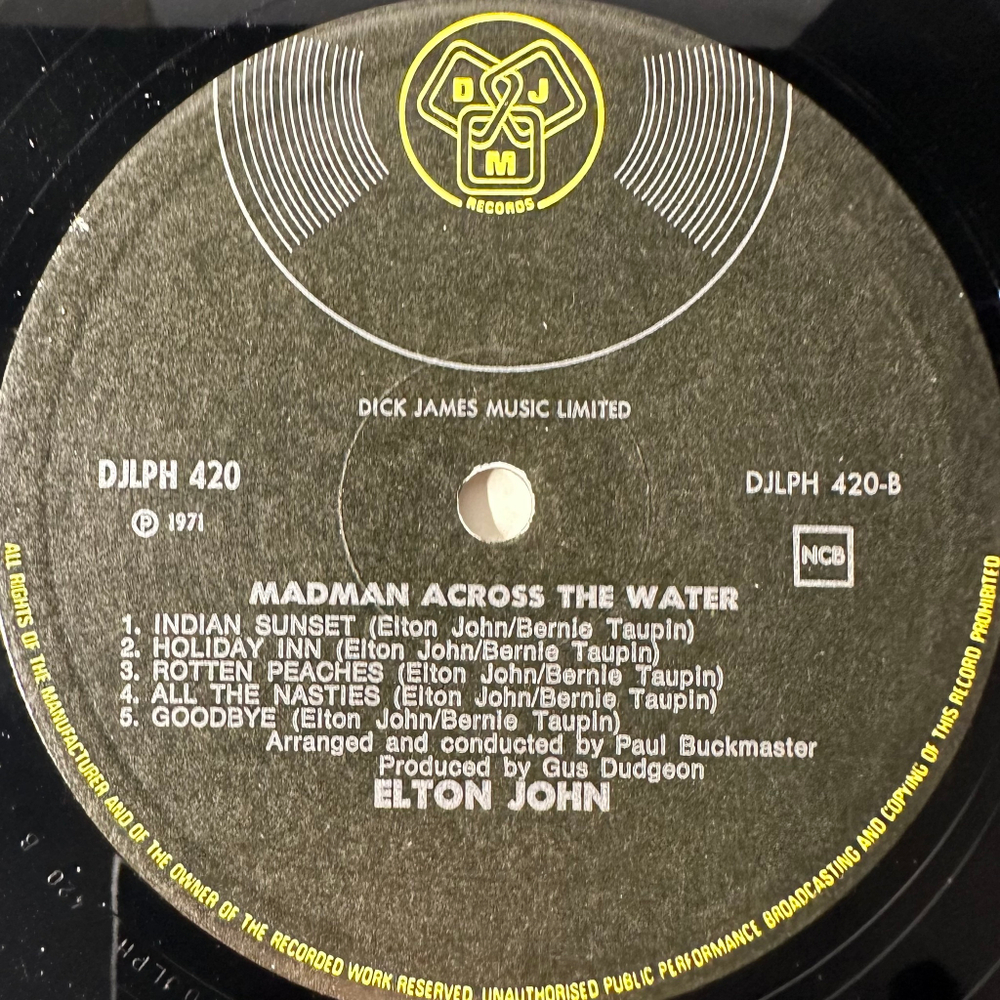 D J
M
RECORDS
DICK JAMES MUSIC LIMITED
DJLPH 420
DJLPH 420-B
Ⓟ 1971
NCB
MADMAN ACROSS THE WATER
1. INDIAN SUNSET (Elton John/Bernie Taupin)
2. HOLIDAY INN (Elton John/Bernie Taupin)
3. ROTTEN PEACHES (Elton John/Bernie Taupin)
4. ALL THE NASTIES (Elton John/Bernie Taupin)
5. GOODBYE (Elton John/Bernie Taupin)
Arranged and conducted by Paul Buckmaster
Produced by Gus Dudgeon
ELTON JOHN
ALL RIGHTS OF THE MANUFACTURER AND OF THE OWNER OF THE RECORDED WORK RESERVED. UNAUTHORISED PUBLIC PERFORMANCE BROADCASTING AND COPYING OF THIS RECORD PROHIBITED
420 B